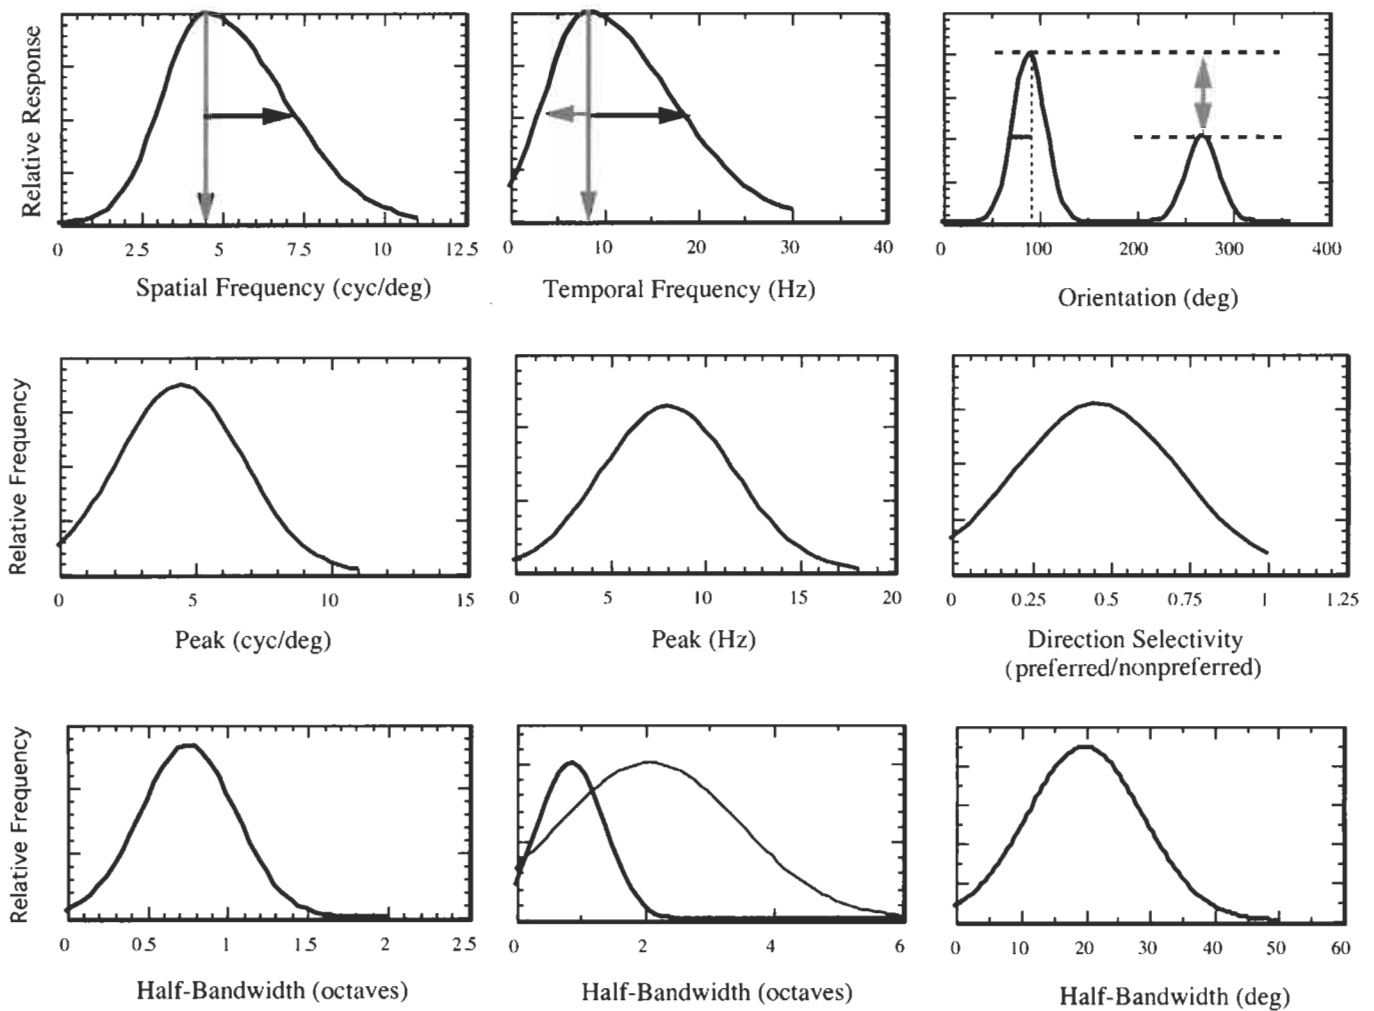 Relative Response
0 2.5 5 7.5 10 12.5
Spatial Frequency (cyc/deg)
0 10 20 30 40
Temporal Frequency (Hz)
0 100 200 300 400
Orientation (deg)
Relative Frequency
0 5 10 15
Peak (cyc/deg)
0 5 10 15 20
Peak (Hz)
0 0.25 0.5 0.75 1 1.25
Direction Selectivity
(preferred/nonpreferred)
Relative Frequency
0 0.5 1 1.5 2 2.5
Half-Bandwidth (octaves)
0 2 4 6
Half-Bandwidth (octaves)
0 10 20 30 40 50 60
Half-Bandwidth (deg)